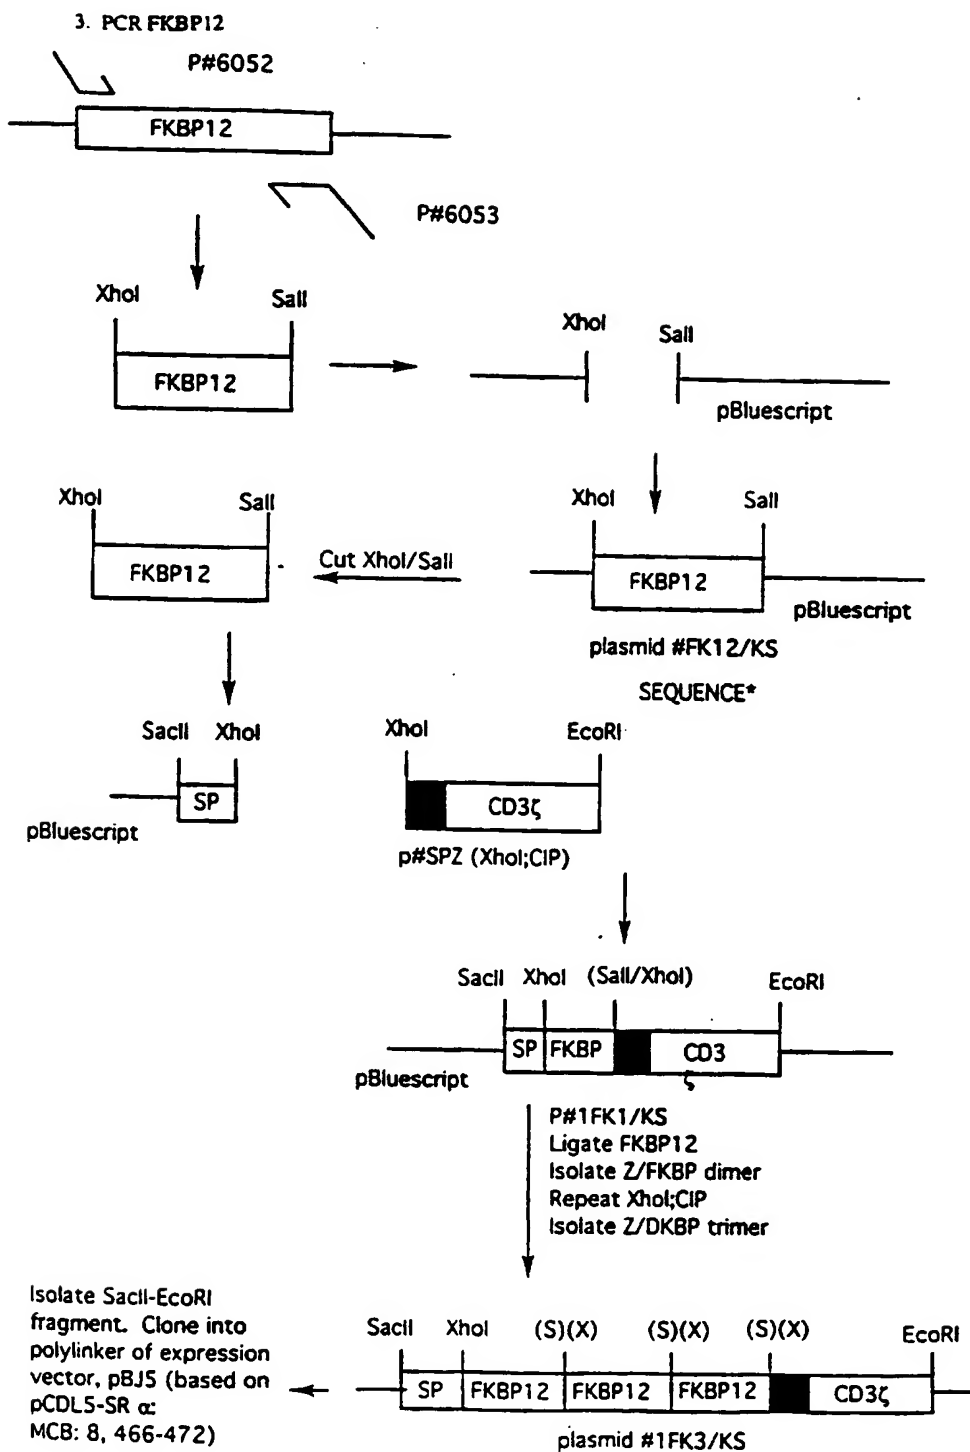 3. PCR FKBP12
P#6052
FKBP12
P#6053
XhoI SalI
FKBP12
XhoI SalI
pBluescript
XhoI SalI
FKBP12
Cut XhoI/SalI
XhoI SalI
FKBP12
pBluescript
plasmid #FK12/KS
SEQUENCE*
SacII XhoI
SP
pBluescript
XhoI EcoRI
CD3ζ
p#SPZ (XhoI;CIP)
SacII XhoI (SalI/XhoI) EcoRI
SP FKBP CD3
ζ
pBluescript
P#1FK1/KS
Ligate FKBP12
Isolate Z/FKBP dimer
Repeat XhoI;CIP
Isolate Z/DKBP trimer
Isolate SacII-EcoRI
fragment. Clone into
polylinker of expression
vector, pBJ5 (based on
pCDL5-SR α:
MCB: 8, 466-472)
SacII XhoI (S)(X) (S)(X) (S)(X) EcoRI
SP FKBP12 FKBP12 FKBP12 CD3ζ
plasmid #1FK3/KS